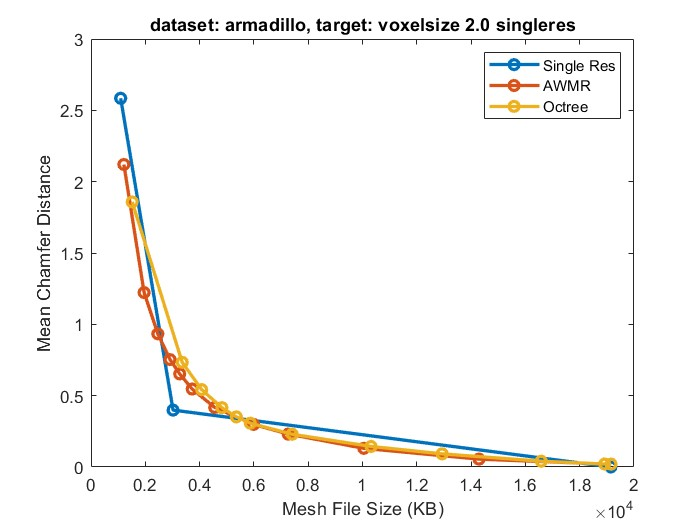 dataset: armadillo, target: voxelsize 2.0 singleres
Single Res
AWMR
Octree
Mean Chamfer Distance
3
2.5
2
1.5
1
0.5
0
0 0.2 0.4 0.6 0.8 1 1.2 1.4 1.6 1.8 2
Mesh File Size (KB)
×10⁴